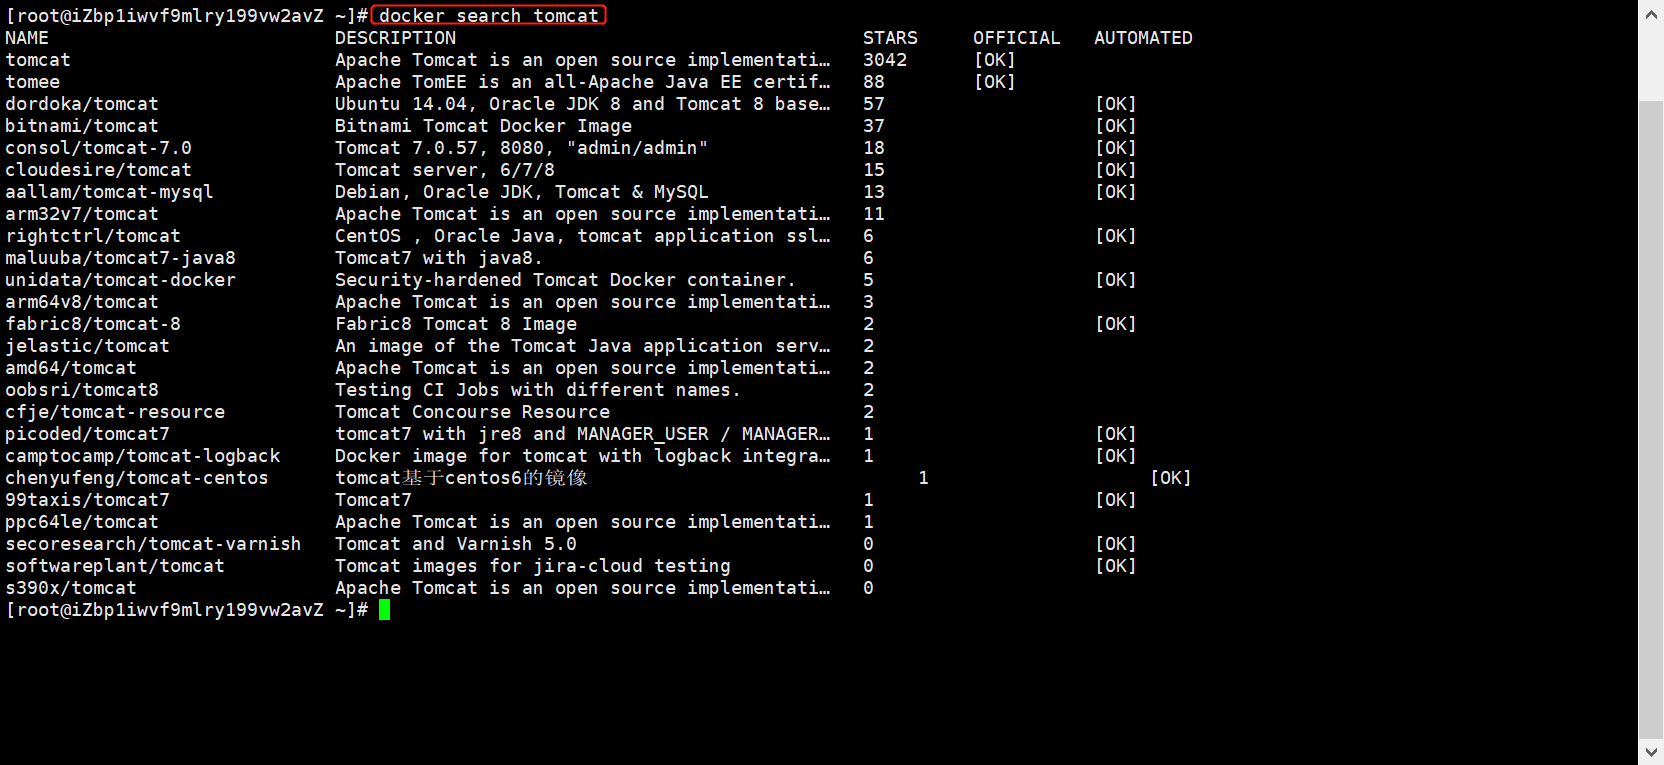 [root@iZbp1iwvf9mlry199vw2avZ ~]# docker search tomcat
NAME DESCRIPTION STARS OFFICIAL AUTOMATED
tomcat Apache Tomcat is an open source implementati… 3042 [OK]
tomee Apache TomEE is an all-Apache Java EE certif… 88 [OK]
dordoka/tomcat Ubuntu 14.04, Oracle JDK 8 and Tomcat 8 base… 57 [OK]
bitnami/tomcat Bitnami Tomcat Docker Image 37 [OK]
consol/tomcat-7.0 Tomcat 7.0.57, 8080, "admin/admin" 18 [OK]
cloudesire/tomcat Tomcat server, 6/7/8 15 [OK]
aallam/tomcat-mysql Debian, Oracle JDK, Tomcat & MySQL 13 [OK]
arm32v7/tomcat Apache Tomcat is an open source implementati… 11
rightctrl/tomcat CentOS , Oracle Java, tomcat application ssl… 6 [OK]
maluuba/tomcat7-java8 Tomcat7 with java8. 6
unidata/tomcat-docker Security-hardened Tomcat Docker container. 5 [OK]
arm64v8/tomcat Apache Tomcat is an open source implementati… 3
fabric8/tomcat-8 Fabric8 Tomcat 8 Image 2 [OK]
jelastic/tomcat An image of the Tomcat Java application serv… 2
amd64/tomcat Apache Tomcat is an open source implementati… 2
oobsri/tomcat8 Testing CI Jobs with different names. 2
cfje/tomcat-resource Tomcat Concourse Resource 2
picoded/tomcat7 tomcat7 with jre8 and MANAGER_USER / MANAGER… 1 [OK]
camptocamp/tomcat-logback Docker image for tomcat with logback integra… 1 [OK]
chenyufeng/tomcat-centos tomcat基于centos6的镜像 1 [OK]
99taxis/tomcat7 Tomcat7 1 [OK]
ppc64le/tomcat Apache Tomcat is an open source implementati… 1
secoresearch/tomcat-varnish Tomcat and Varnish 5.0 0 [OK]
softwareplant/tomcat Tomcat images for jira-cloud testing 0 [OK]
s390x/tomcat Apache Tomcat is an open source implementati… 0
[root@iZbp1iwvf9mlry199vw2avZ ~]#